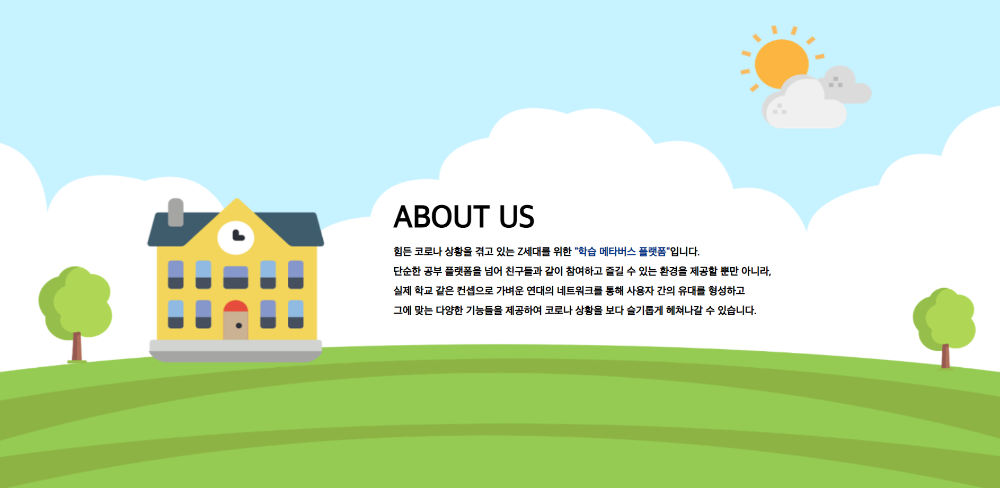 ABOUT US
힘든 코로나 상황을 겪고 있는 Z세대를 위한 "학습 메타버스 플랫폼"입니다.
단순한 공부 플랫폼을 넘어 친구들과 같이 참여하고 즐길 수 있는 환경을 제공할 뿐만 아니라,
실제 학교 같은 컨셉으로 가벼운 연대의 네트워크를 통해 사용자 간의 유대를 형성하고
그에 맞는 다양한 기능들을 제공하여 코로나 상황을 보다 슬기롭게 헤쳐나갈 수 있습니다.